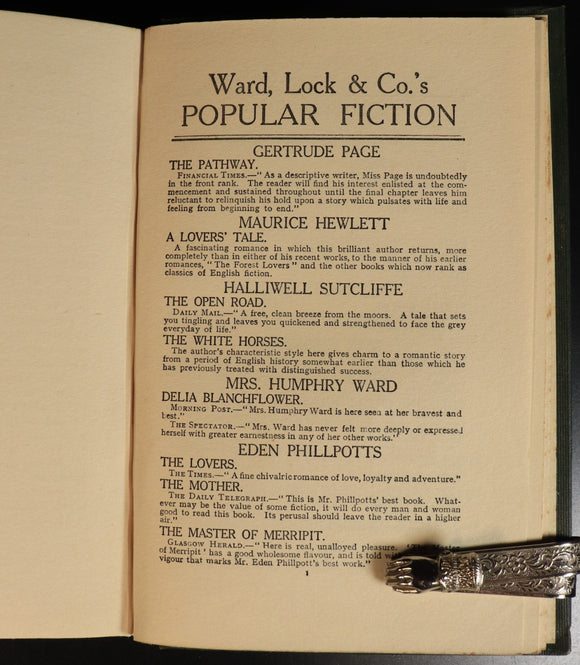 Ward, Lock & Co.'s
POPULAR FICTION
GERTRUDE PAGE
THE PATHWAY.
FINANCIAL TIMES.—"As a descriptive writer, Miss Page is undoubtedly
in the front rank. The reader will find his interest enlisted at the com-
mencement and sustained throughout until the final chapter leaves him
reluctant to relinquish his hold upon a story which pulsates with life and
feeling from beginning to end."
MAURICE HEWLETT
A LOVERS' TALE.
A fascinating romance in which this brilliant author returns, more
completely than in either of his recent works, to the manner of his earlier
romances, "The Forest Lovers" and the other books which now rank as
classics of English fiction.
HALLIWELL SUTCLIFFE
THE OPEN ROAD.
DAILY MAIL.—"A free, clean breeze from the moors. A tale that sets
you tingling and leaves you quickened and strengthened to face the grey
everyday of life."
THE WHITE HORSES.
The author's characteristic style here gives charm to a romantic story
from a period of English history somewhat earlier than those which he
has previously treated with distinguished success.
MRS. HUMPHRY WARD
DELIA BLANCHFLOWER.
MORNING POST.—"Mrs. Humphry Ward is here seen at her bravest and
best."
THE SPECTATOR.—"Mrs. Ward has never felt more deeply or expressed
herself with greater earnestness in any of her other works."
EDEN PHILLPOTTS
THE LOVERS.
THE TIMES.—"A fine chivalric romance of love, loyalty and adventure."
THE MOTHER.
THE DAILY TELEGRAPH.—"This is Mr. Phillpotts' best book. What-
ever may be the value of some fiction, it will do every man and woman
good to read this book. Its perusal should leave the reader in a higher
air."
THE MASTER OF MERRIPIT.
GLASGOW HERALD.—"Here is real, unalloyed pleasure. 'The Master
of Merripit' has a good wholesome flavour, and is told
vigour that marks Mr. Eden Phillpott's best work."
1